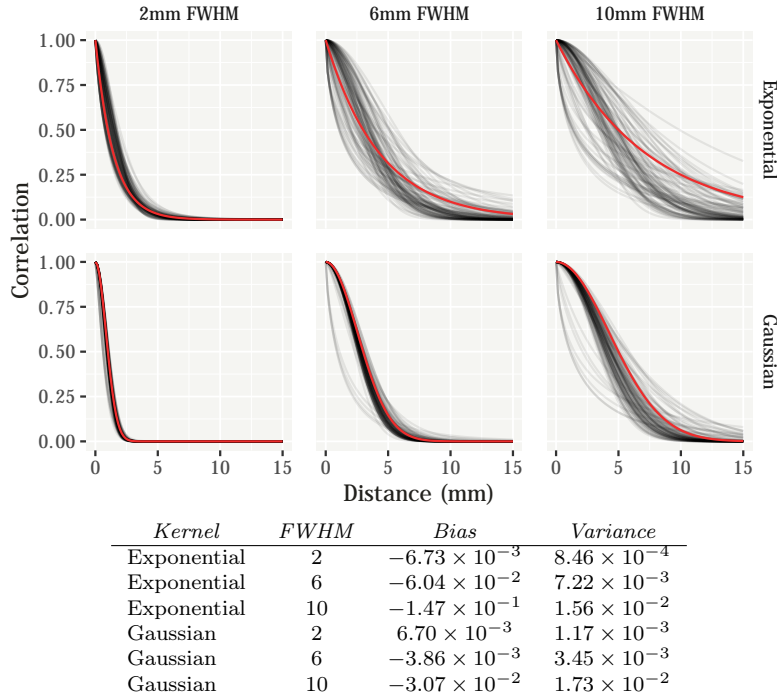 2mm FWHM 6mm FWHM 10mm FWHM
1.00
0.75
0.50
0.25
0.00
Exponential
Correlation
1.00
0.75
0.50
0.25
0.00
Gaussian
0 5 10 15 0 5 10 15 0 5 10 15
Distance (mm)
Kernel FWHM Bias Variance
Exponential 2 −6.73 × 10⁻³ 8.46 × 10⁻⁴
Exponential 6 −6.04 × 10⁻² 7.22 × 10⁻³
Exponential 10 −1.47 × 10⁻¹ 1.56 × 10⁻²
Gaussian 2 6.70 × 10⁻³ 1.17 × 10⁻³
Gaussian 6 −3.86 × 10⁻³ 3.45 × 10⁻³
Gaussian 10 −3.07 × 10⁻² 1.73 × 10⁻²